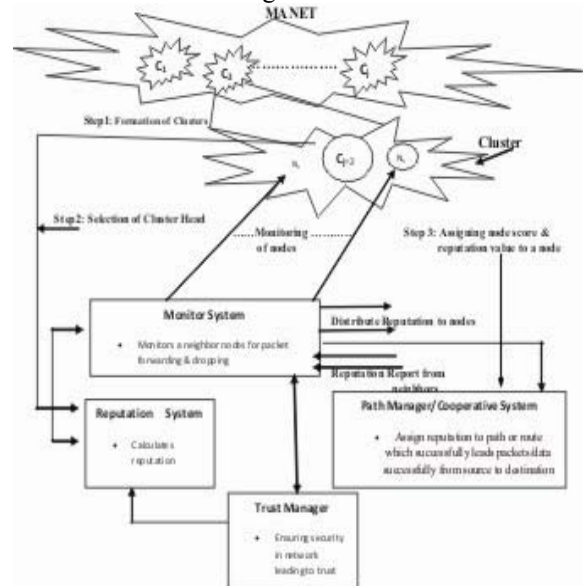 MANET
C1 C2 .................. Cj
Step1: Formation of Clusters
Cluster
Cj=2
Step2: Selection of Cluster Head
......Monitoring ............
of nodes
Step 3: Assigning node score &
reputation value to a node
Monitor System
• Monitors a neighbor nodes for packet
forwarding & dropping
Distribute Reputation to nodes
Reputation Report from
neighbors
Reputation System
• Calculates
reputation
Path Manager/ Cooperative System
• Assign reputation to path or route
which successfully leads packets/data
successfully from source to destination
Trust Manager
• Ensuring security
in network
leading to trust